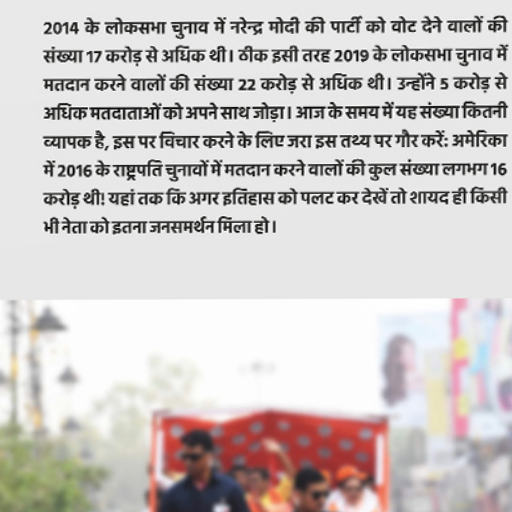 2014 के लोकसभा चुनाव में नरेन्द्र मोदी की पार्टी को वोट देने वालों की
संख्या 17 करोड़ से अधिक थी। ठीक इसी तरह 2019 के लोकसभा चुनाव में
मतदान करने वालों की संख्या 22 करोड़ से अधिक थी। उन्होंने 5 करोड़ से
अधिक मतदाताओं को अपने साथ जोड़ा। आज के समय में यह संख्या कितनी
व्यापक है, इस पर विचार करने के लिए जरा इस तथ्य पर गौर करें: अमेरिका
में 2016 के राष्ट्रपति चुनावों में मतदान करने वालों की कुल संख्या लगभग 16
करोड़ थी! यहां तक कि अगर इतिहास को पलट कर देखें तो शायद ही किसी
भी नेता को इतना जनसमर्थन मिला हो।